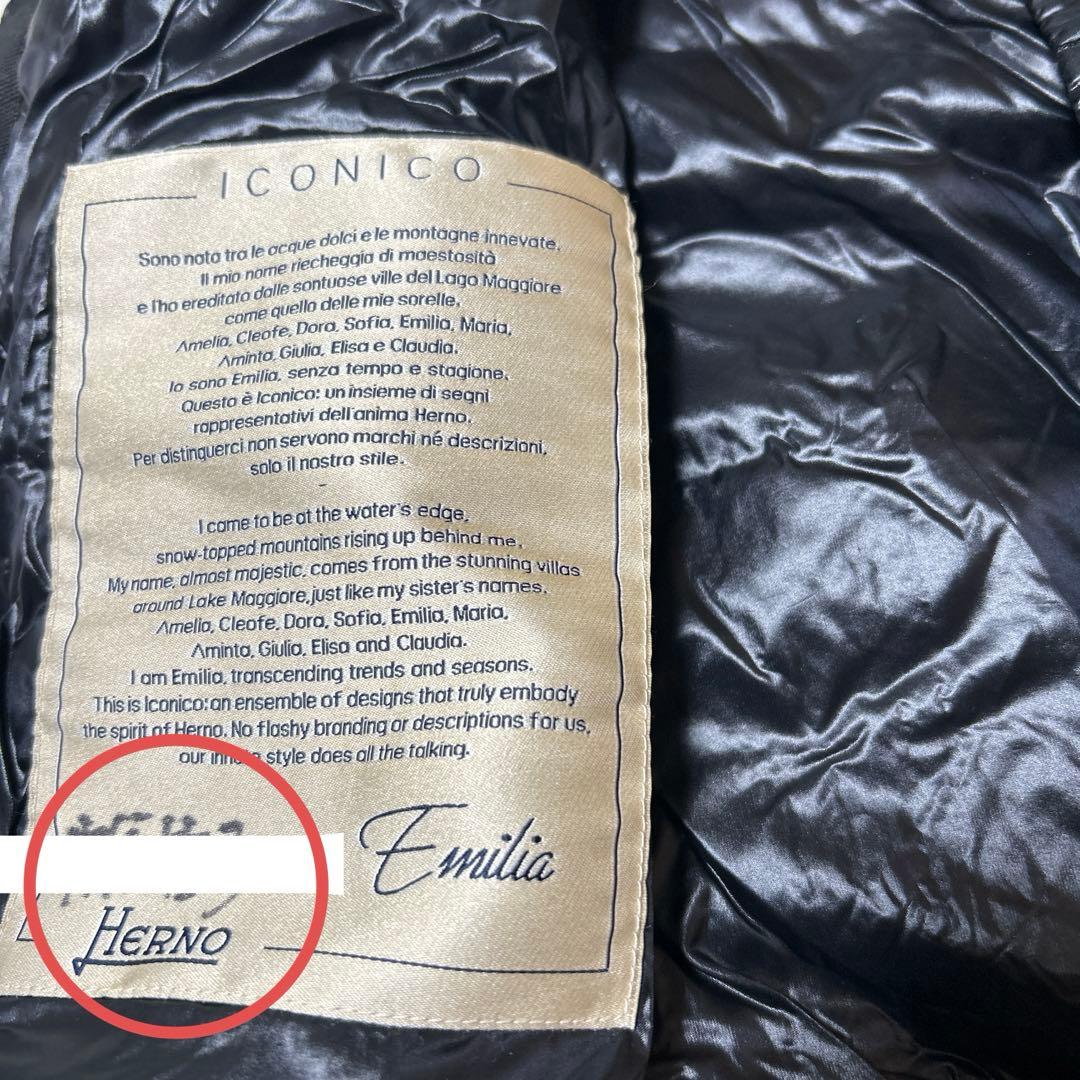 ICONICO
Sono nata tra le acque dolci e le montagne innevate.
Il mio nome riecheggia di maestosità
e l'ho ereditato dalle sontuose ville del Lago Maggiore
come quello delle mie sorelle,
Amelia, Cleofe, Dora, Sofia, Emilia, Maria,
Aminta, Giulia, Elisa e Claudia.
Io sono Emilia, senza tempo e stagione.
Questo è Iconico: un insieme di segni
rappresentativi dell'anima Herno.
Per distinguerci non servono marchi né descrizioni,
solo il nostro stile.
-
I came to be at the water's edge,
snow-topped mountains rising up behind me.
My name, almost majestic, comes from the stunning villas
around Lake Maggiore, just like my sister's names.
Amelia, Cleofe, Dora, Sofia, Emilia, Maria,
Aminta, Giulia, Elisa and Claudia.
I am Emilia, transcending trends and seasons.
This is Iconico: an ensemble of designs that truly embody
the spirit of Herno. No flashy branding or descriptions for us,
our innate style does all the talking.
Emilia
HERNO